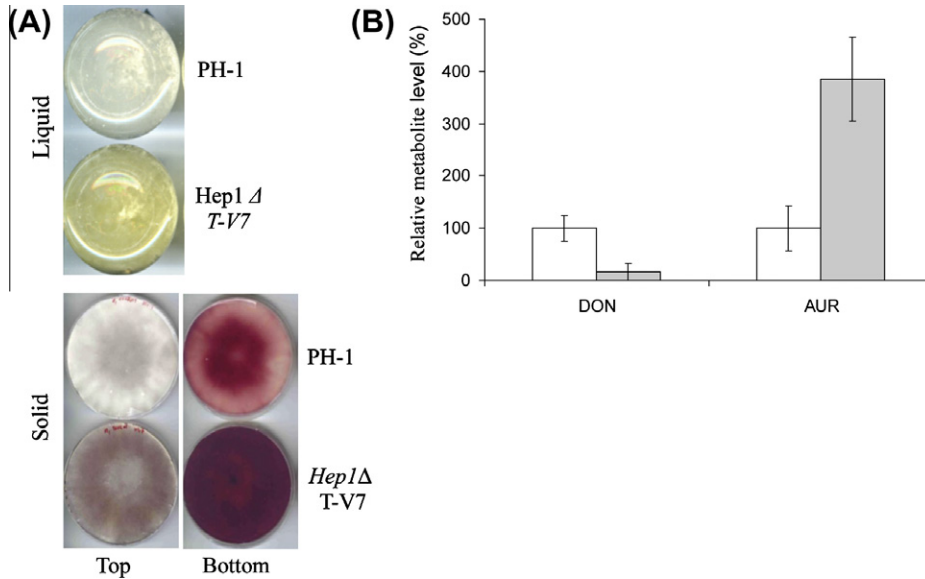 (A)
Liquid
PH-1
Hep1 Δ
T-V7
Solid
PH-1
Hep1Δ
T-V7
Top
Bottom
(B)
Relative metabolite level (%)
500
400
300
200
100
0
DON
AUR